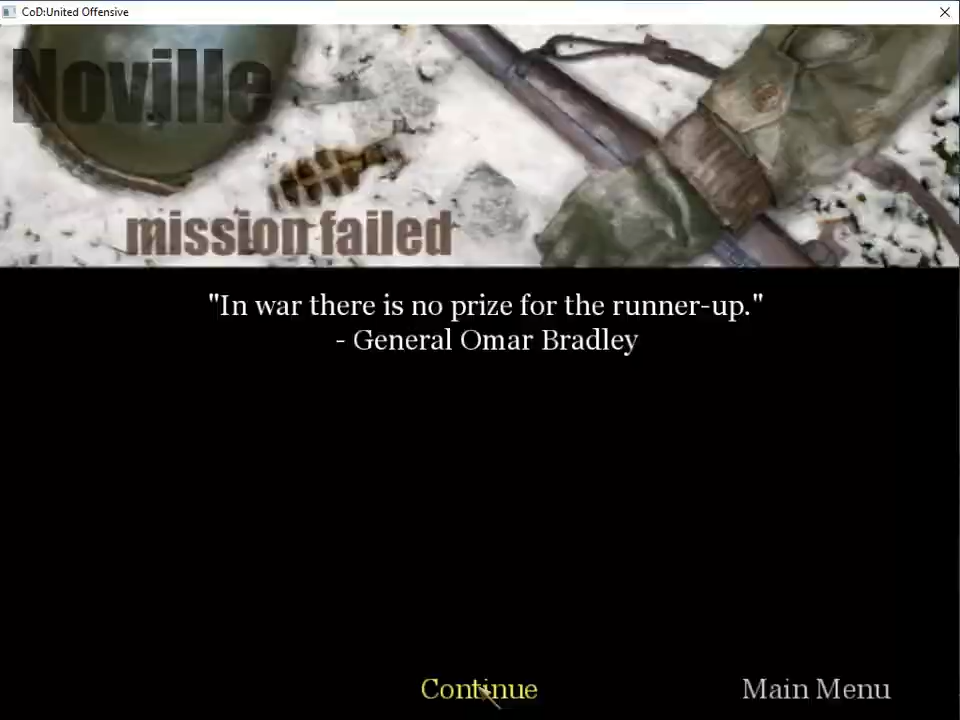 CoD:United Offensive
Noville
mission failed
"In war there is no prize for the runner-up."
- General Omar Bradley
Continue
Main Menu